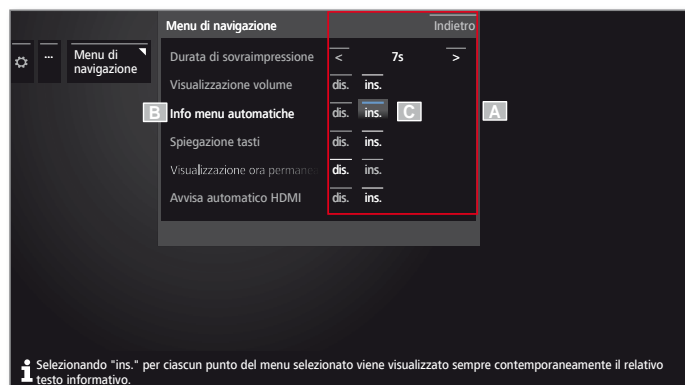 Menu di navigazione Indietro
... Menu di
navigazione
Durata di sovraimpressione < 7s >
Visualizzazione volume dis. ins.
B Info menu automatiche dis. ins. C A
Spiegazione tasti dis. ins.
Visualizzazione ora dis. ins.
Avvisa automatico HDMI dis. ins.
Selezionando "ins." per ciascun punto del menu selezionato viene visualizzato sempre contemporaneamente il relativo
testo informativo.